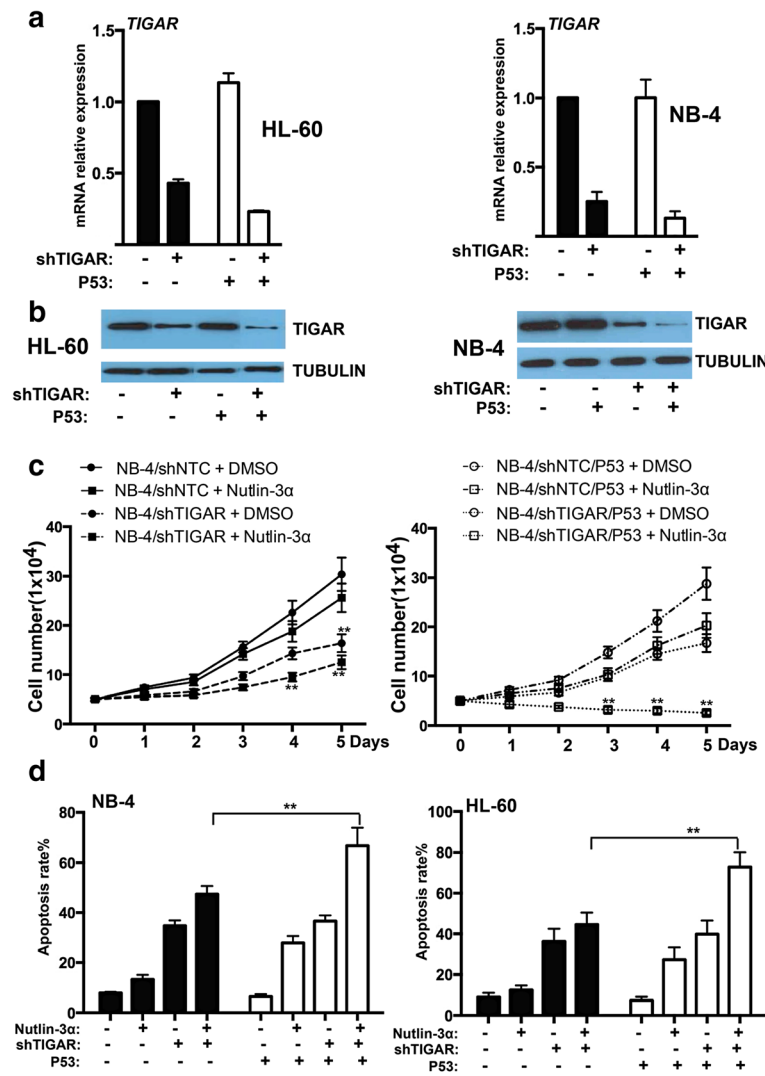 a
TIGAR
mRNA relative expression
1.5
1.0
0.5
HL-60
shTIGAR: - + - +
P53: - - + +
TIGAR
mRNA relative expression
1.5
1.0
0.5
NB-4
- + - +
- - + +
b
HL-60
TIGAR
TUBULIN
shTIGAR: - + - +
P53: - - + +
NB-4
TIGAR
TUBULIN
shTIGAR: - - + +
P53: - + - +
c
NB-4/shNTC + DMSO
NB-4/shNTC + Nutlin-3α
NB-4/shTIGAR + DMSO
NB-4/shTIGAR + Nutlin-3α
Cell number(1x10⁴)
40
30
20
10
0
**
**
**
0 1 2 3 4 5 Days
NB-4/shNTC/P53 + DMSO
NB-4/shNTC/P53 + Nutlin-3α
NB-4/shTIGAR/P53 + DMSO
NB-4/shTIGAR/P53 + Nutlin-3α
Cell number(1x10⁴)
40
30
20
10
0
** ** **
0 1 2 3 4 5 Days
d
NB-4
Apoptosis rate%
80
60
40
20
0
**
Nutlin-3α: - + - + - + - +
shTIGAR: - - + + - - + +
P53: - - - - + + + +
HL-60
Apoptosis rate%
100
80
60
40
20
0
**
Nutlin-3α: - + - + - + - +
shTIGAR: - - + + - - + +
P53: - - - - + + + +